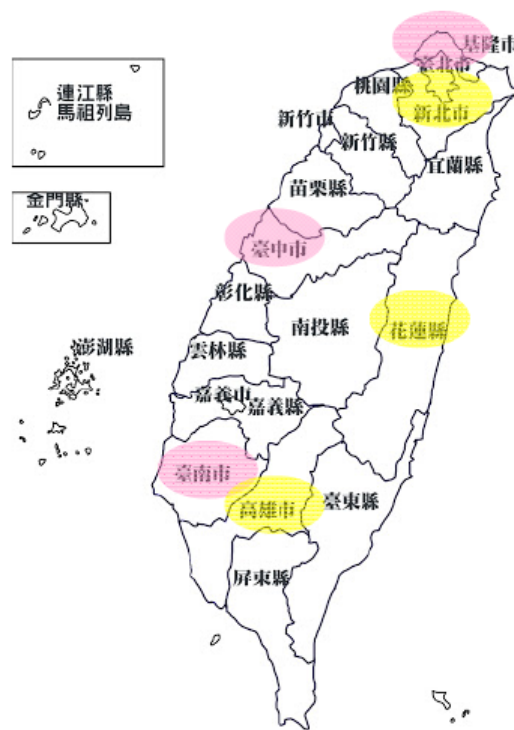 基隆市
臺北市
桃園縣
新北市
連江縣
馬祖列島
新竹市
新竹縣
宜蘭縣
苗栗縣
金門縣
臺中市
彰化縣
南投縣
花蓮縣
雲林縣
澎湖縣
嘉義市
嘉義縣
臺南市
高雄市
臺東縣
屏東縣